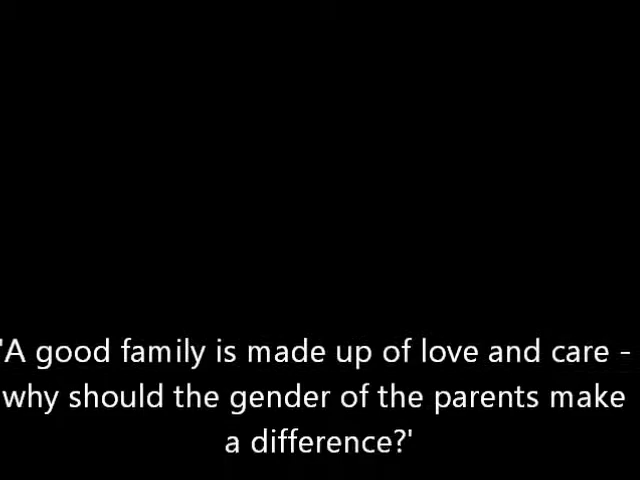 'A good family is made up of love and care -
why should the gender of the parents make
a difference?'